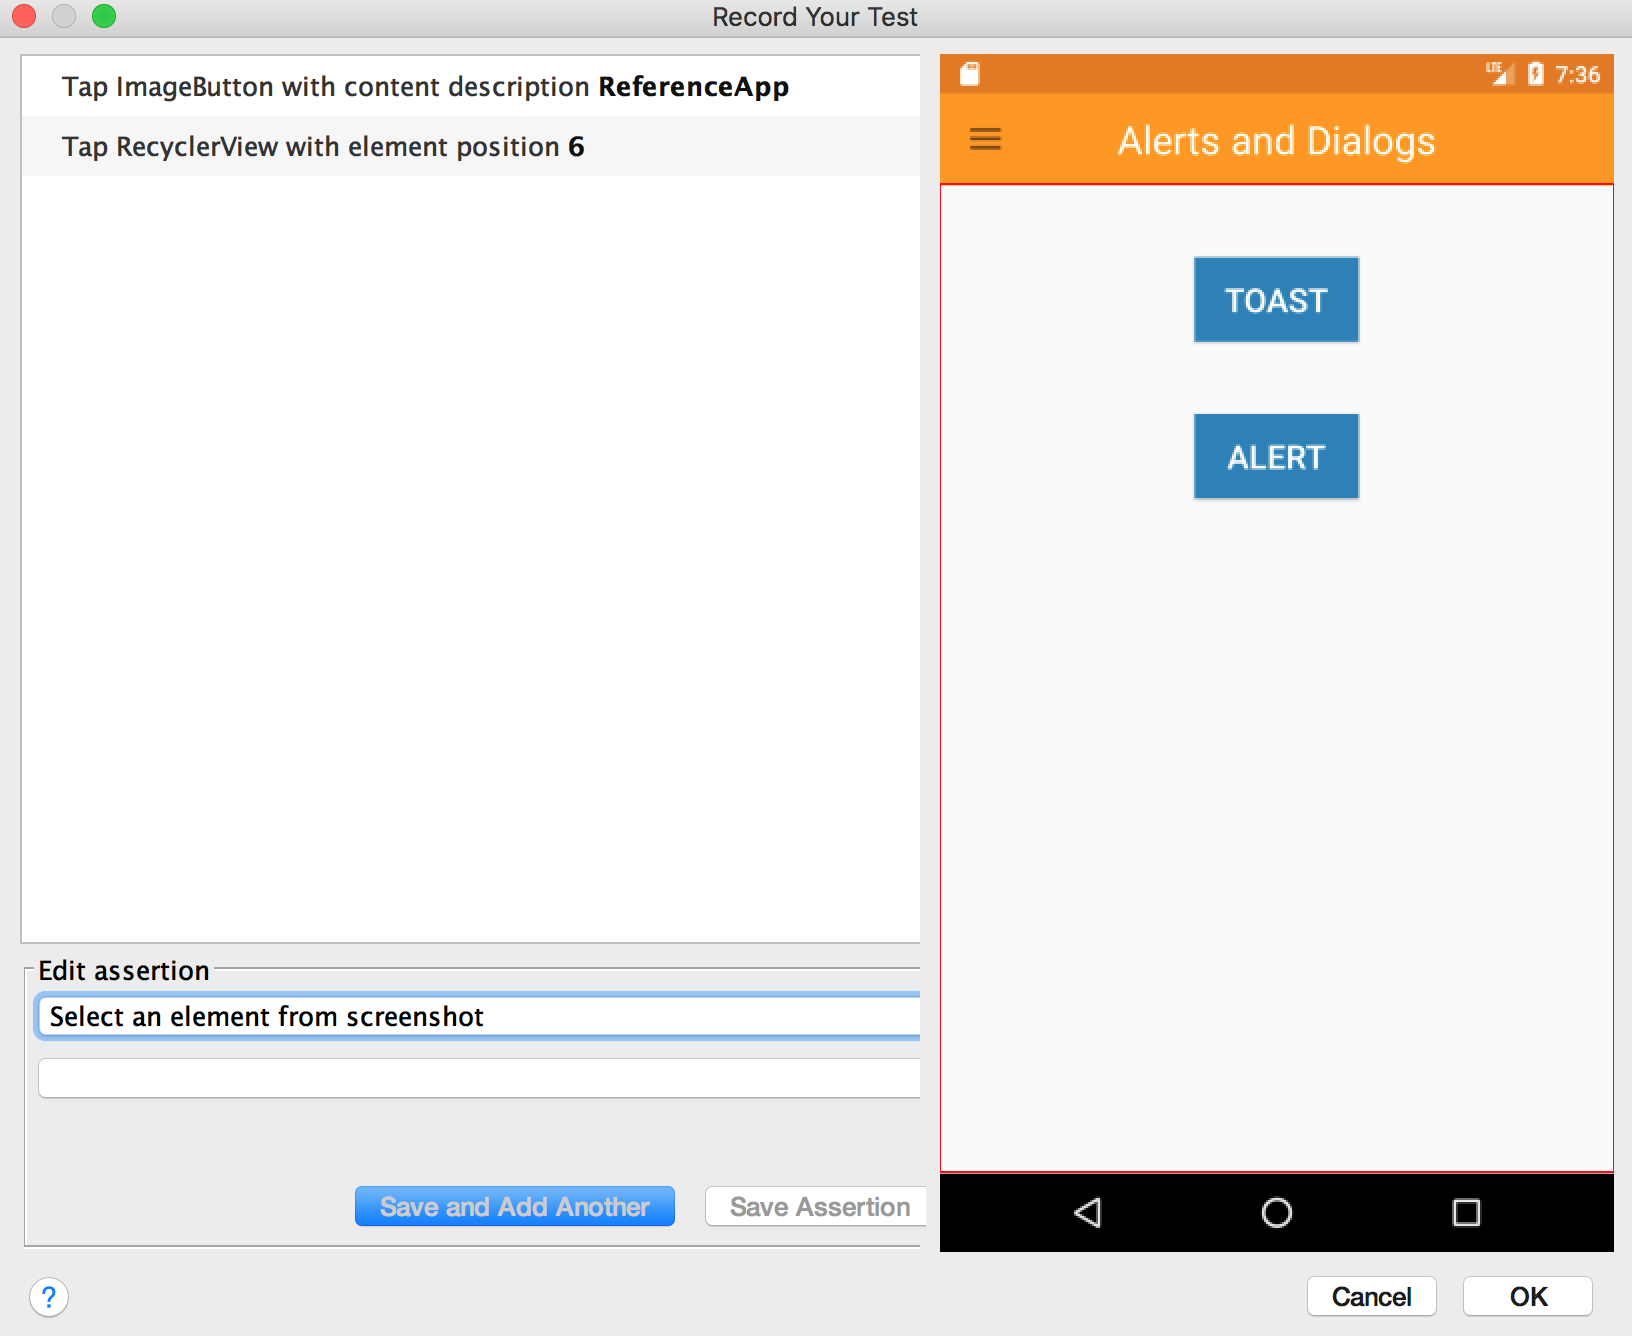 Record Your Test
Tap ImageButton with content description ReferenceApp
Tap RecyclerView with element position 6
Edit assertion
Select an element from screenshot
Save and Add Another
Save Assertion
LTE
7:36
Alerts and Dialogs
TOAST
ALERT
?
Cancel
OK